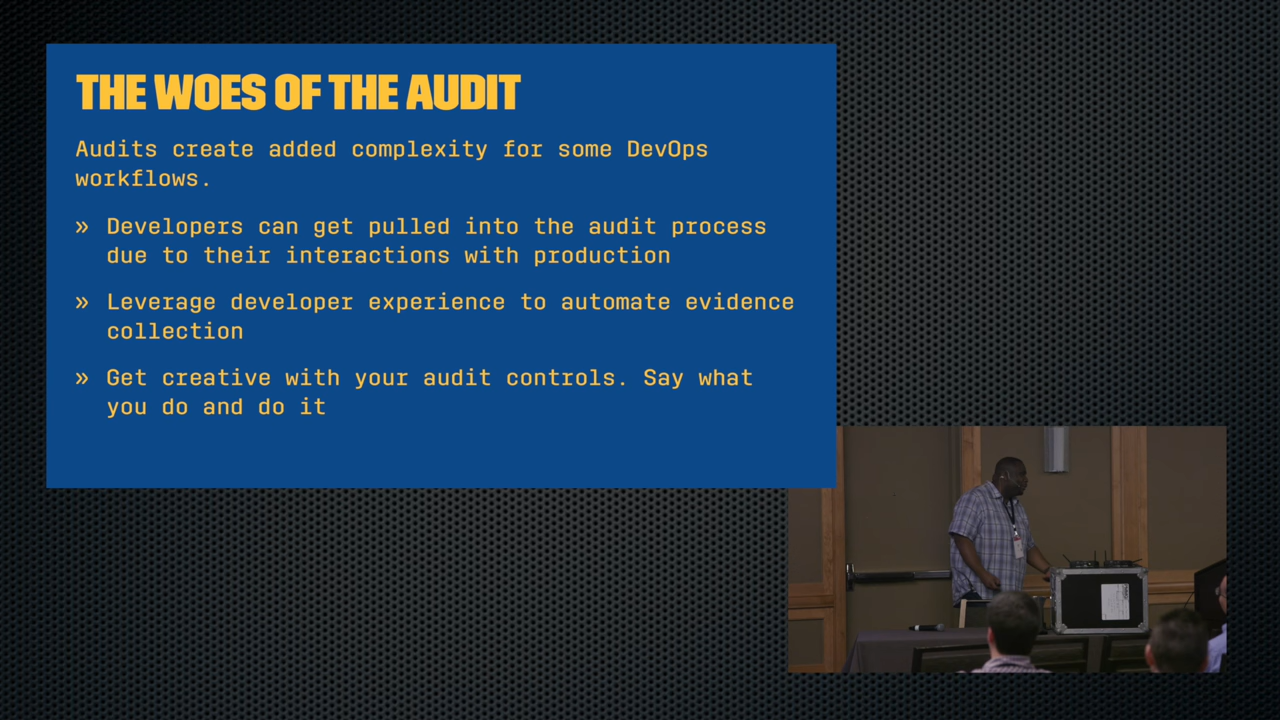 THE WOES OF THE AUDIT
Audits create added complexity for some DevOps
workflows.
» Developers can get pulled into the audit process
due to their interactions with production
» Leverage developer experience to automate evidence
collection
» Get creative with your audit controls. Say what
you do and do it